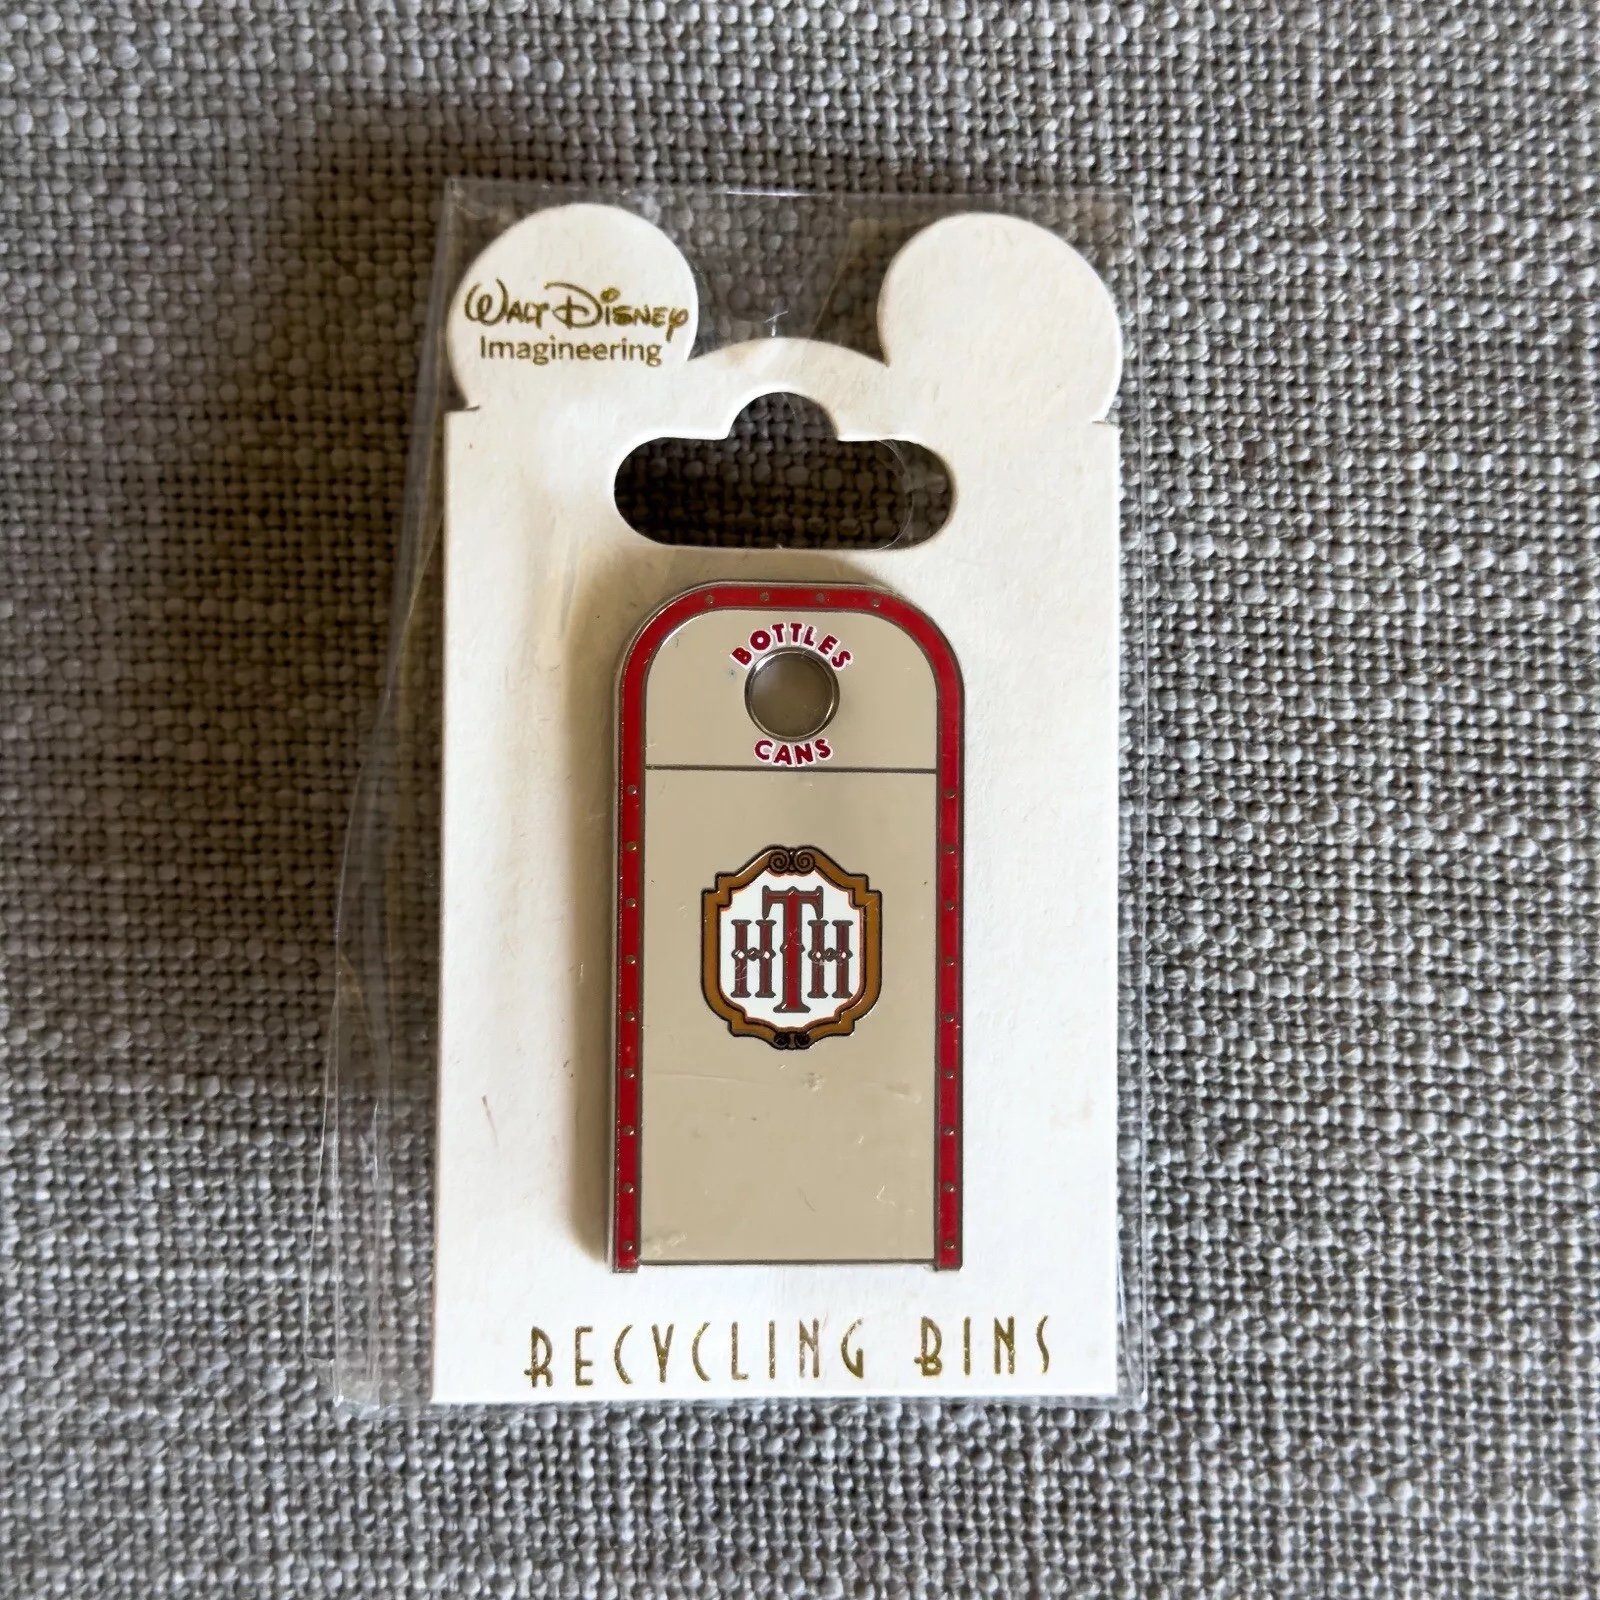 Walt Disney
Imagineering
BOTTLES
CANS
HTH
RECYCLING BINS